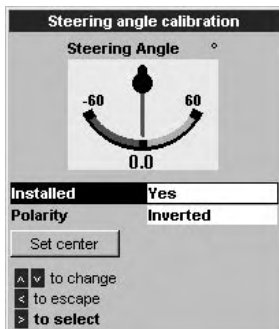 Steering angle calibration
Steering Angle °
-60 60
0.0
Installed Yes
Polarity Inverted
Set center
^ v to change
< to escape
> to select